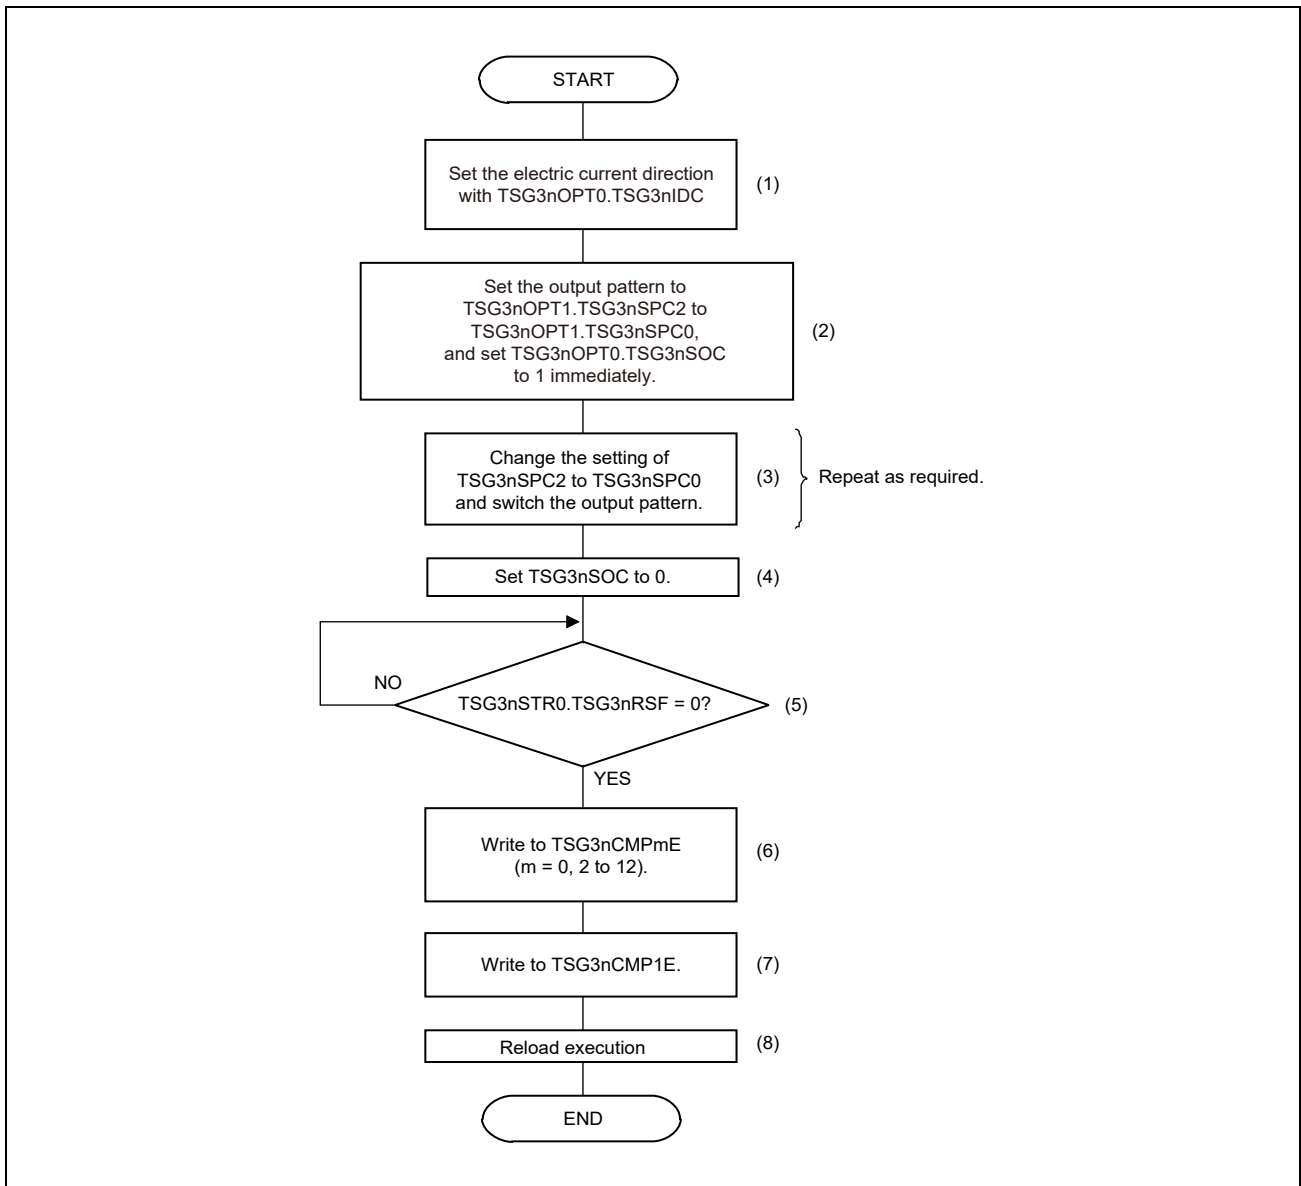 START
Set the electric current direction
with TSG3nOPT0.TSG3nIDC
(1)
Set the output pattern to
TSG3nOPT1.TSG3nSPC2 to
TSG3nOPT1.TSG3nSPC0,
and set TSG3nOPT0.TSG3nSOC
to 1 immediately.
(2)
Change the setting of
TSG3nSPC2 to TSG3nSPC0
and switch the output pattern.
(3)
Repeat as required.
Set TSG3nSOC to 0.
(4)
NO
TSG3nSTR0.TSG3nRSF = 0?
(5)
YES
Write to TSG3nCMPmE
(m = 0, 2 to 12).
(6)
Write to TSG3nCMP1E.
(7)
Reload execution
(8)
END